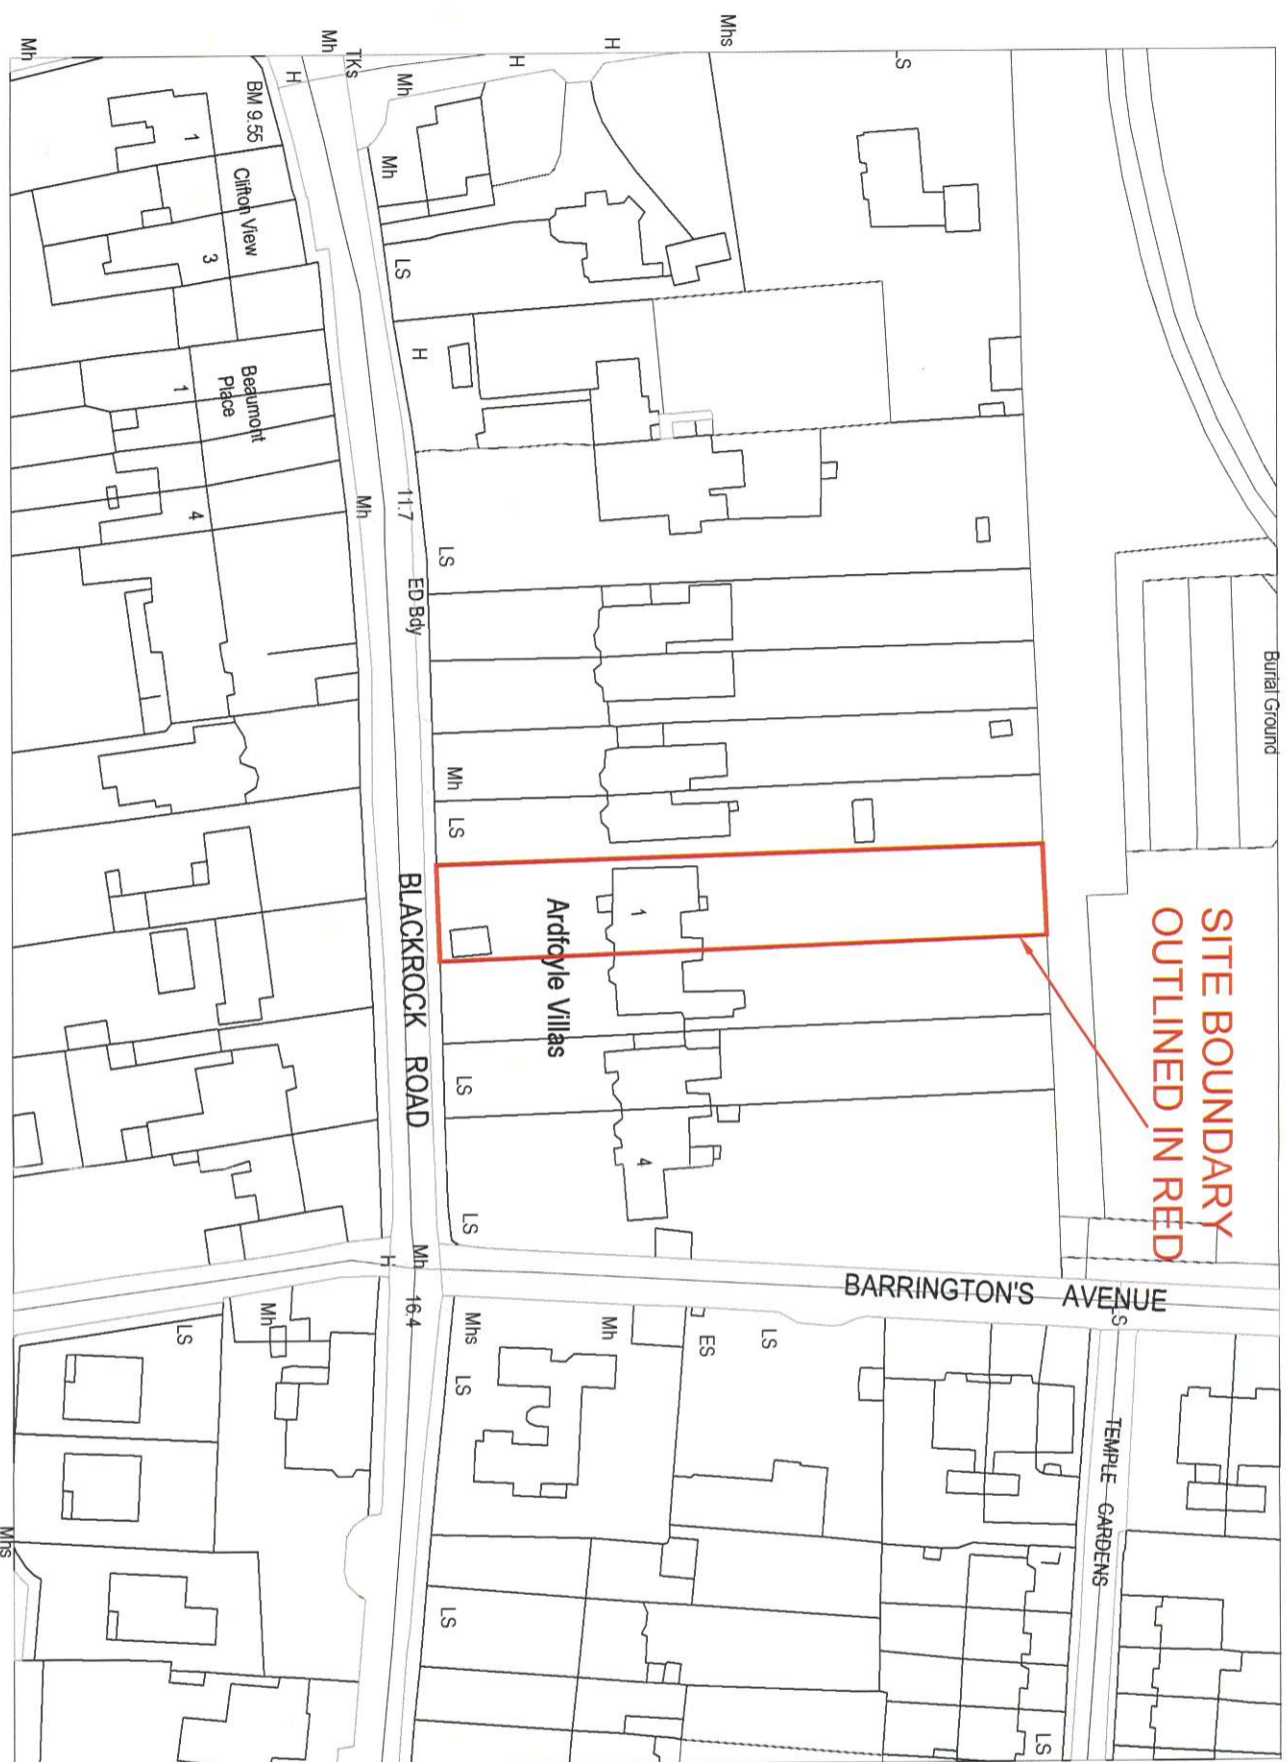 SITE BOUNDARY
OUTLINED IN RED
Burial Ground
S
Mhs
H
H
Mh
TKs
Mh
H
Mh
Mh
BM 9.55
1
Clifton View
3
LS
H
Beaumont
Place
1
4
Mh
11.7
LS
ED Bdy
Mh
LS
Ardfoyle Villas
1
4
BLACKROCK ROAD
LS
LS
Mh
H
16.4
BARRINGTON'S AVENUE
LS
TEMPLE GARDENS
Mh
LS
Mhs
LS
Mh
ES
LS
LS
LS
Mhs